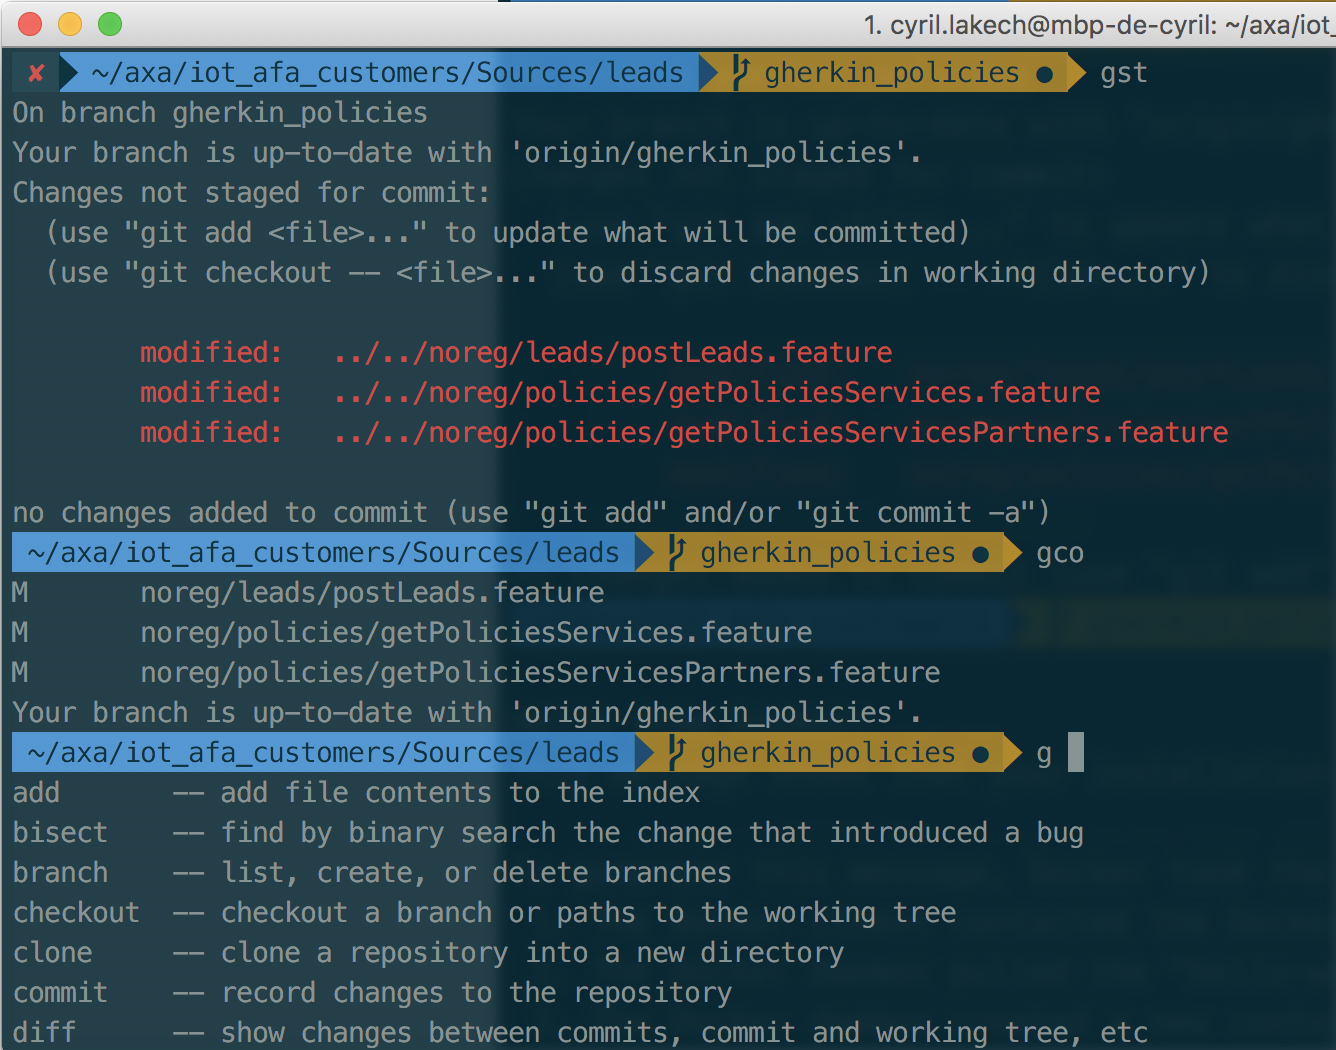 1. cyril.lakech@mbp-de-cyril: ~/axa/iot_
✘ ~/axa/iot_afa_customers/Sources/leads gherkin_policies ● gst
On branch gherkin_policies
Your branch is up-to-date with 'origin/gherkin_policies'.
Changes not staged for commit:
  (use "git add <file>..." to update what will be committed)
  (use "git checkout -- <file>..." to discard changes in working directory)
        modified:   ../../noreg/leads/postLeads.feature
        modified:   ../../noreg/policies/getPoliciesServices.feature
        modified:   ../../noreg/policies/getPoliciesServicesPartners.feature
no changes added to commit (use "git add" and/or "git commit -a")
~/axa/iot_afa_customers/Sources/leads gherkin_policies ● gco
M       noreg/leads/postLeads.feature
M       noreg/policies/getPoliciesServices.feature
M       noreg/policies/getPoliciesServicesPartners.feature
Your branch is up-to-date with 'origin/gherkin_policies'.
~/axa/iot_afa_customers/Sources/leads gherkin_policies ● g
add       -- add file contents to the index
bisect    -- find by binary search the change that introduced a bug
branch    -- list, create, or delete branches
checkout  -- checkout a branch or paths to the working tree
clone     -- clone a repository into a new directory
commit    -- record changes to the repository
diff      -- show changes between commits, commit and working tree, etc